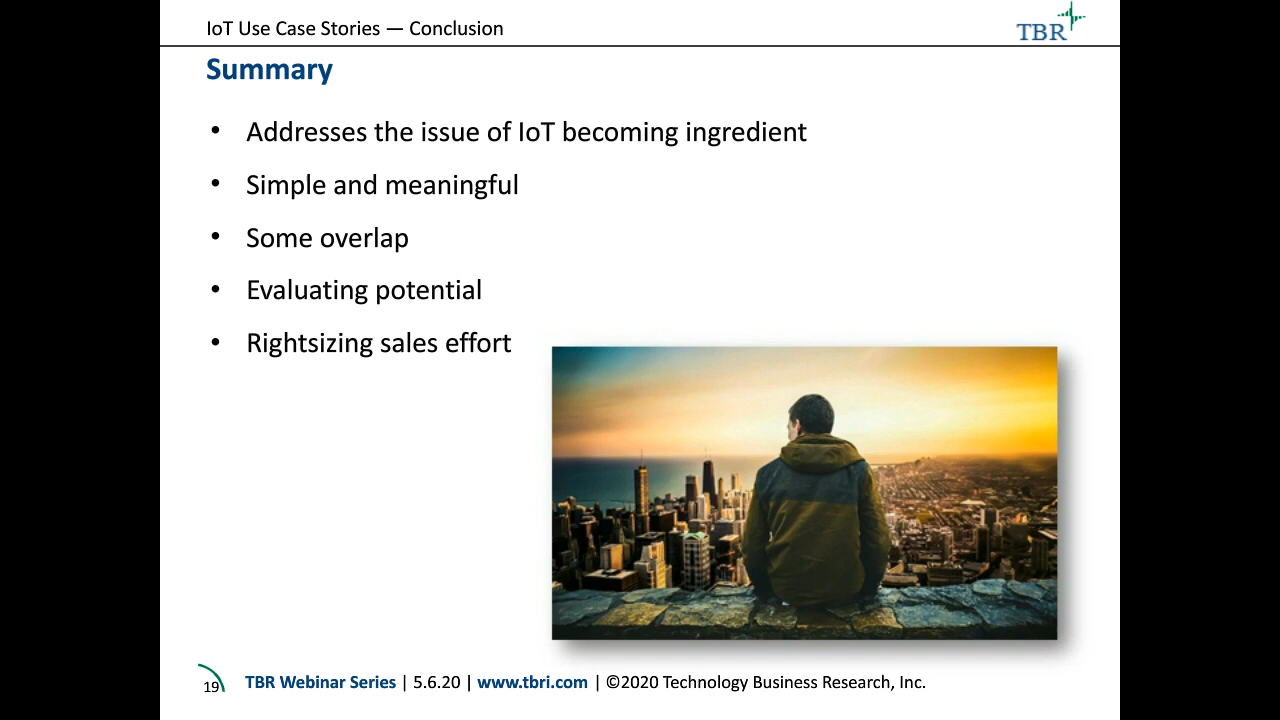 IoT Use Case Stories — Conclusion
TBR
Summary
• Addresses the issue of IoT becoming ingredient
• Simple and meaningful
• Some overlap
• Evaluating potential
• Rightsizing sales effort
19
TBR Webinar Series | 5.6.20 | www.tbri.com | ©2020 Technology Business Research, Inc.